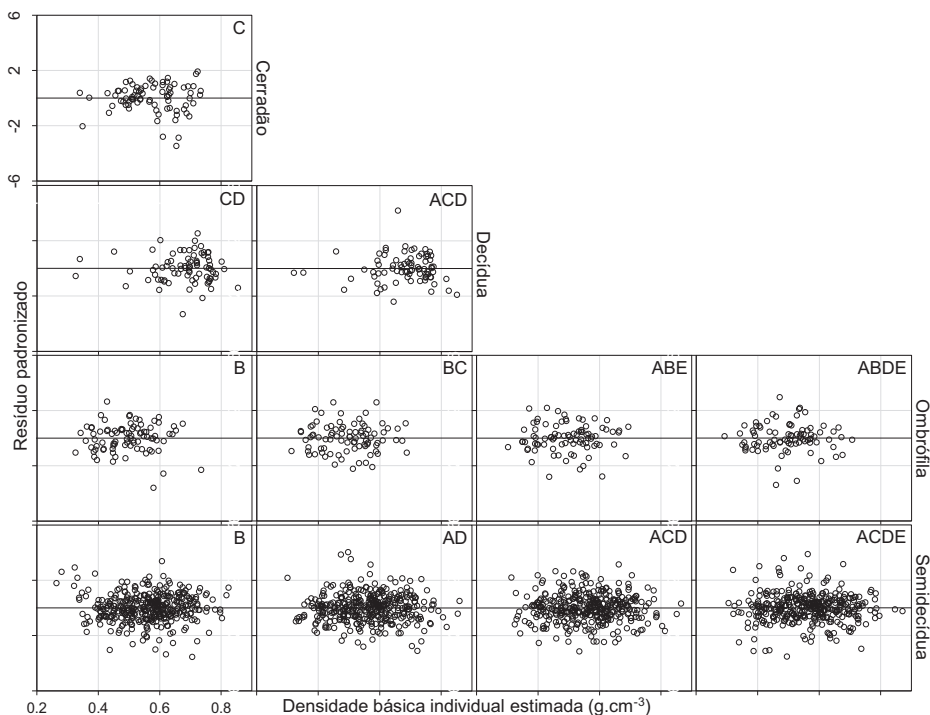 6
C
2
-2
-6
Cerradão
CD
ACD
Decídua
Resíduo padronizado
B
BC
ABE
ABDE
Ombrófila
B
AD
ACD
ACDE
Semidecídua
0.2
0.4
0.6
0.8
Densidade básica individual estimada (g.cm⁻³)